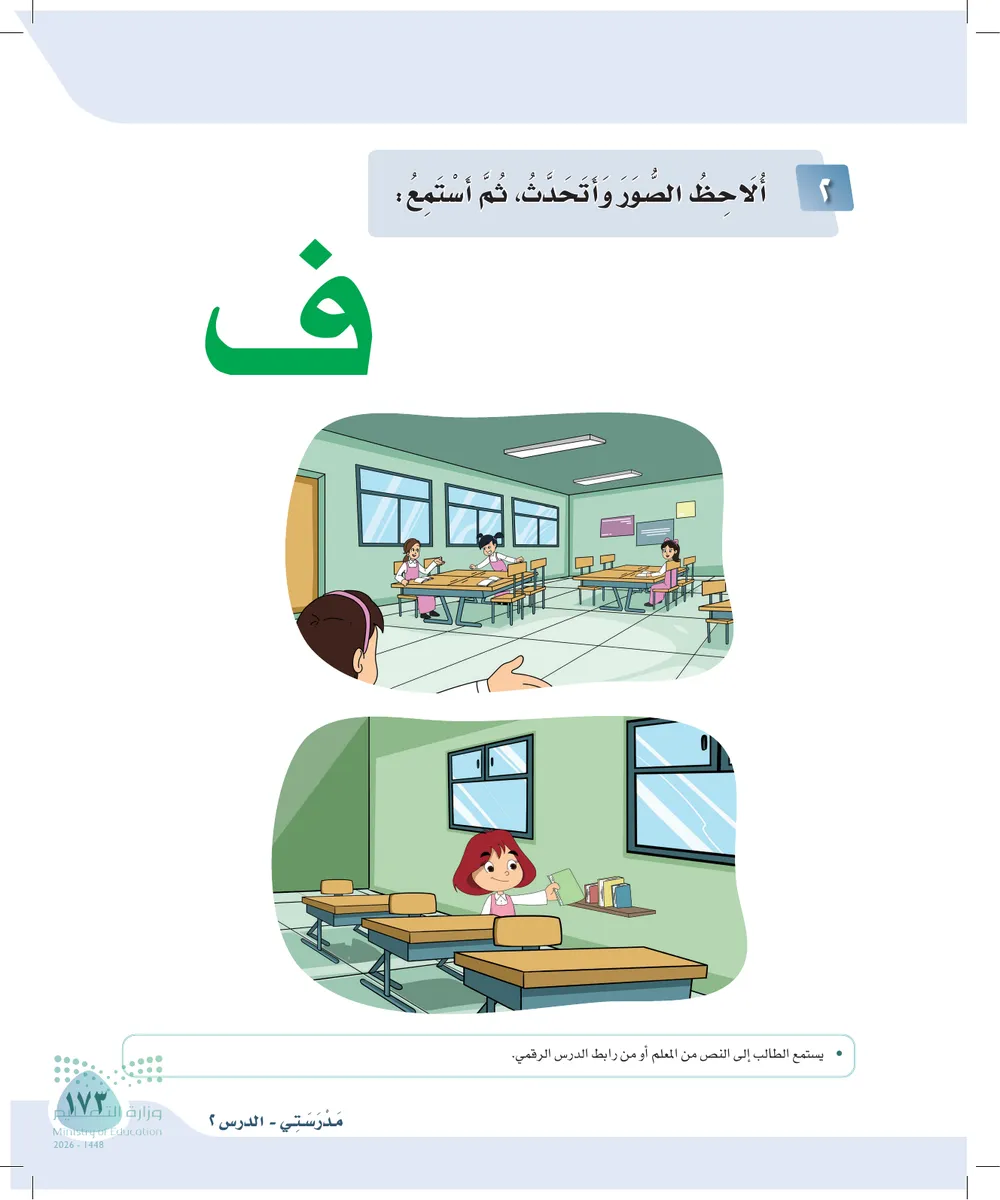 ٢
أُلَاحِظُ الصُّوَرَ وَأَتَحَدَّثُ، ثُمَّ أَسْتَمِعُ:
ف
• يستمع الطالب إلى النص من المعلم أو من رابط الدرس الرقمي.
مَدْرَسَتِي - الدرس ٢
١٧٣
وزارة التعليم
Ministry of Education
2026 - 1448